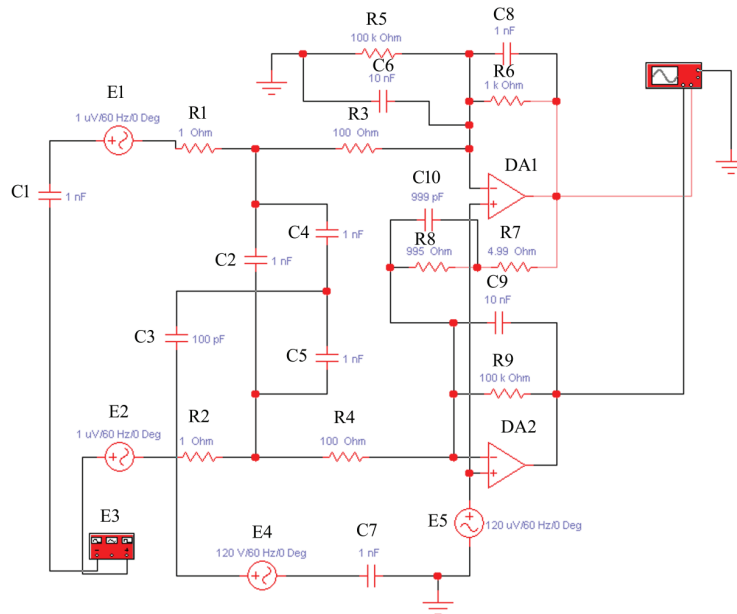 R5
100 k Ohm
C8
1 nF
C6
10 nF
R6
1 k Ohm
E1
1 uV/60 Hz/0 Deg
R1
1 Ohm
R3
100 Ohm
DA1
C1
1 nF
C10
999 pF
C4
1 nF
R8
995 Ohm
R7
4.99 Ohm
C2
1 nF
C9
10 nF
C3
100 pF
C5
1 nF
R9
100 k Ohm
E2
1 uV/60 Hz/0 Deg
R2
1 Ohm
R4
100 Ohm
DA2
E3
E5
120 uV/60 Hz/0 Deg
E4
120 V/60 Hz/0 Deg
C7
1 nF